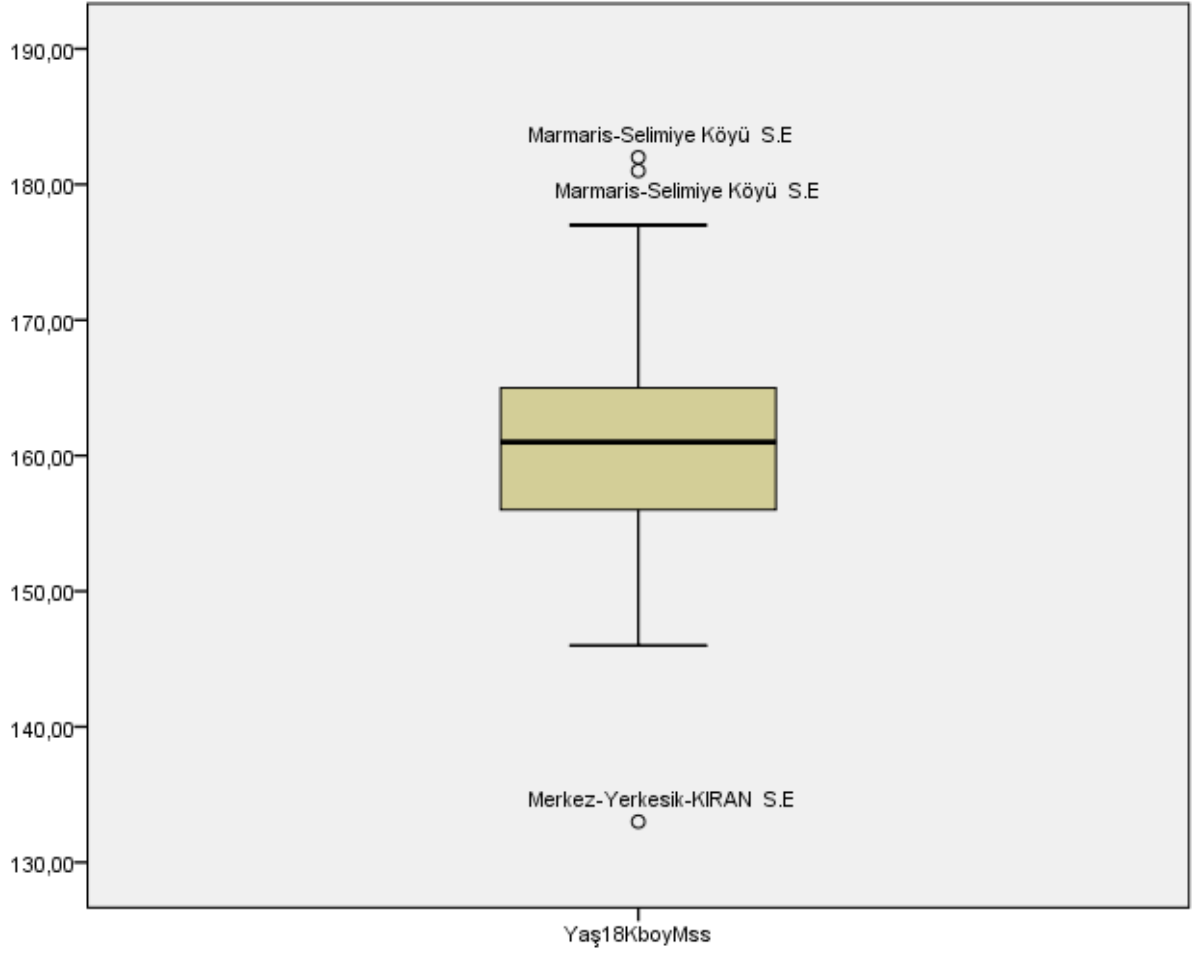 190,00
Marmaris-Selimiye Köyü S.E
180,00
Marmaris-Selimiye Köyü S.E
170,00
160,00
150,00
140,00
Merkez-Yerkesik-KIRAN S.E
130,00
Yaş18KboyMss